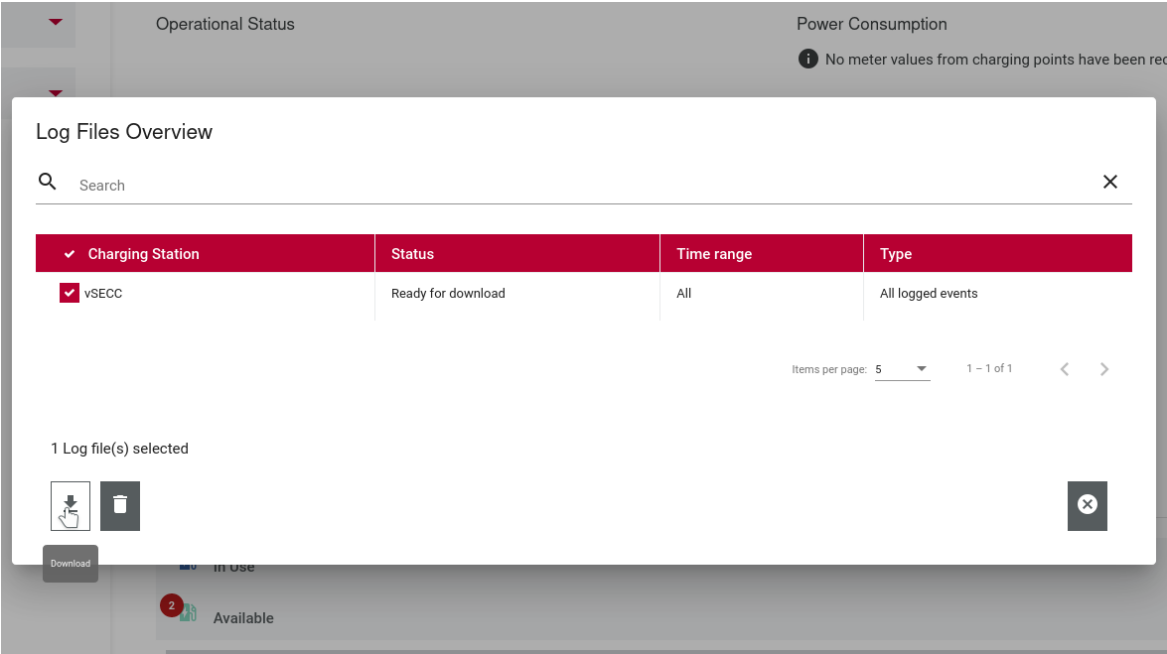 Operational Status
Power Consumption
No meter values from charging points have been rec
Log Files Overview
Search
Charging Station Status Time range Type
vSECC Ready for download All All logged events
Items per page: 5 1 – 1 of 1
1 Log file(s) selected
Download
In Use
2
Available